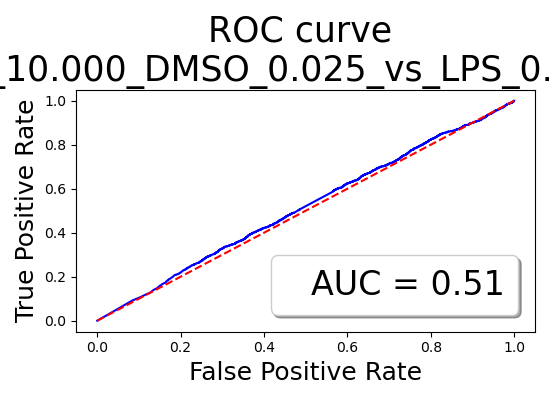 ROC curve
_10.000_DMSO_0.025_vs_LPS_0.
1.0
0.8
0.6
0.4
0.2
0.0
True Positive Rate
AUC = 0.51
0.0 0.2 0.4 0.6 0.8 1.0
False Positive Rate